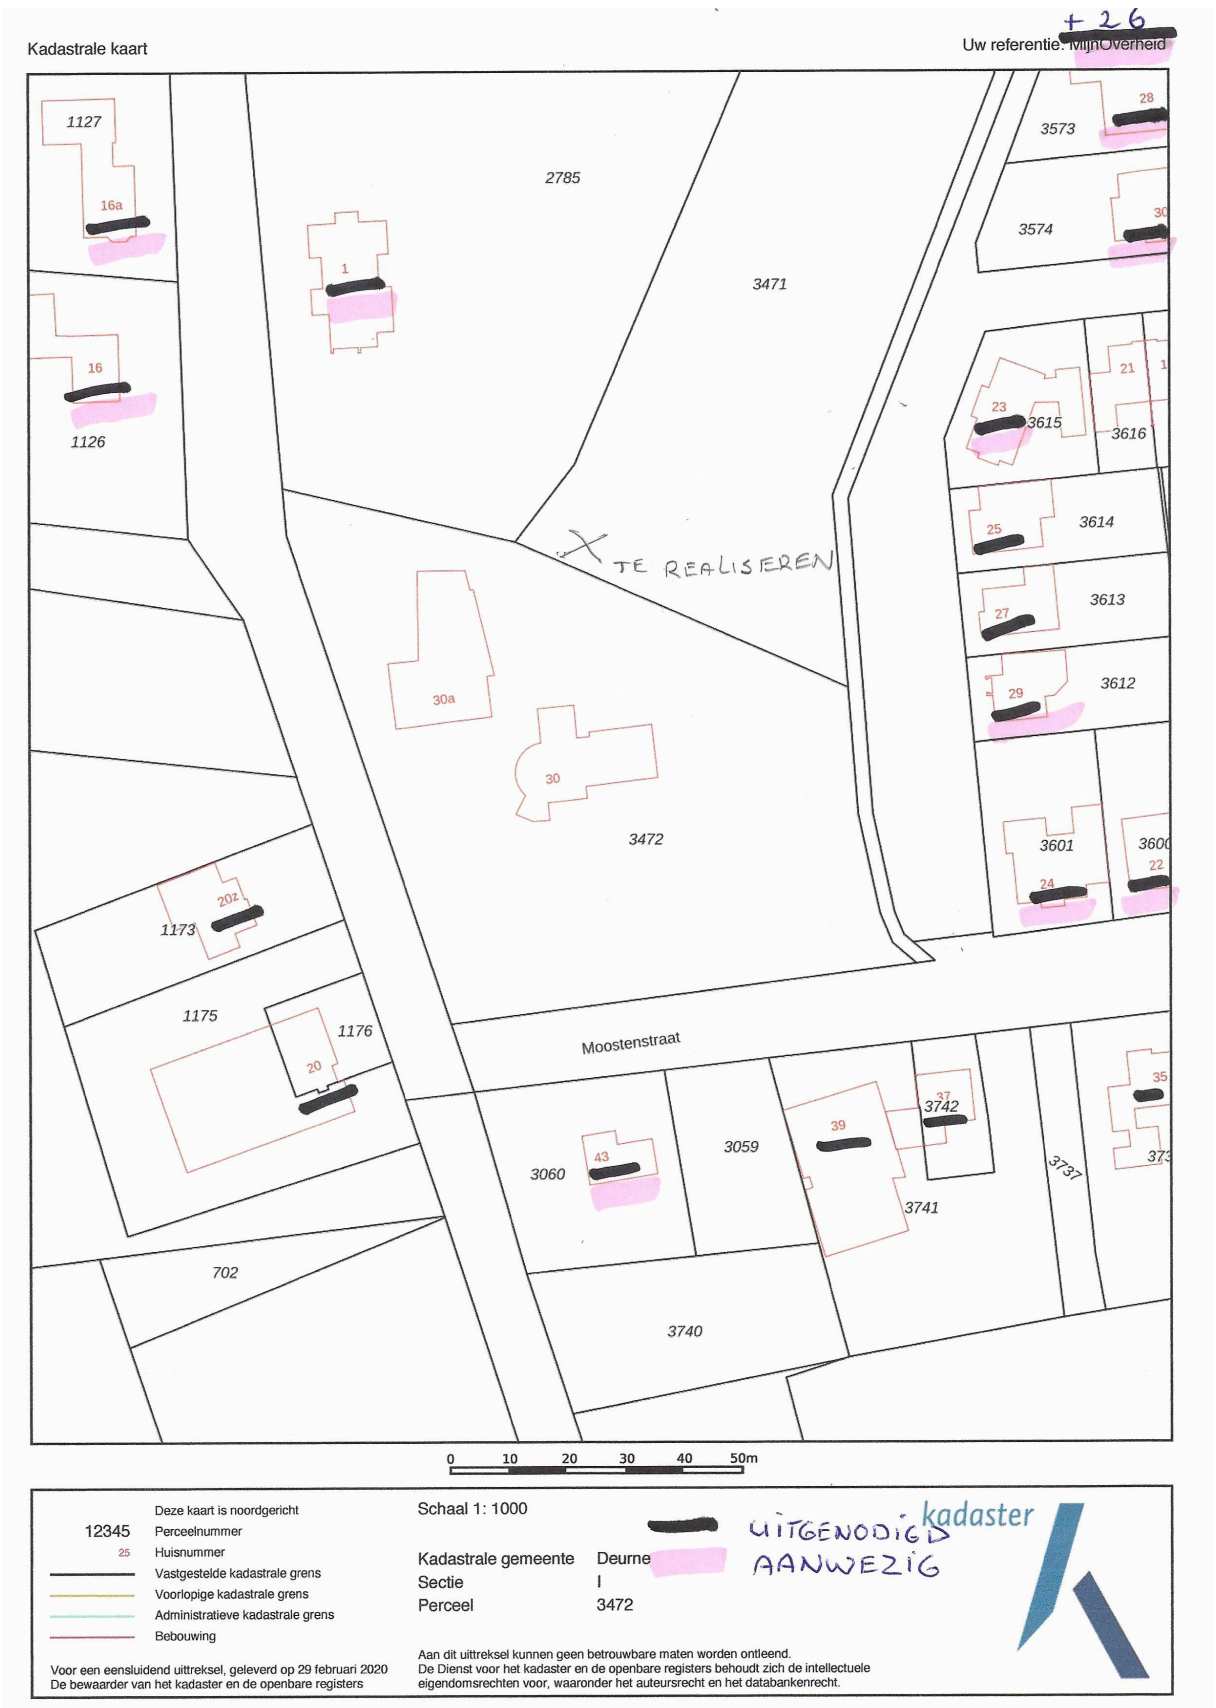 + 26
Kadastrale kaart
Uw referentie: MijnOverheid
1127
28
3573
2785
16a
30
3574
1
3471
16
21
1
23
3615
3616
1126
25
3614
X TE REALISEREN
27
3613
29
3612
30a
30
3472
3601
3600
22
24
20z
1173
1175
1176
Moostenstraat
20
35
37
3742
39
43
3059
3060
3737
373
3741
702
3740
0 10 20 30 40 50m
Deze kaart is noordgericht
12345 Perceelnummer
25 Huisnummer
Vastgestelde kadastrale grens
Voorlopige kadastrale grens
Administratieve kadastrale grens
Bebouwing
Voor een eensluidend uittreksel, geleverd op 29 februari 2020
De bewaarder van het kadaster en de openbare registers
Schaal 1: 1000
Kadastrale gemeente Deurne
Sectie I
Perceel 3472
Aan dit uittreksel kunnen geen betrouwbare maten worden ontleend.
De Dienst voor het kadaster en de openbare registers behoudt zich de intellectuele
eigendomsrechten voor, waaronder het auteursrecht en het databankenrecht.
UITGENODIGD
AANWEZIG
kadaster